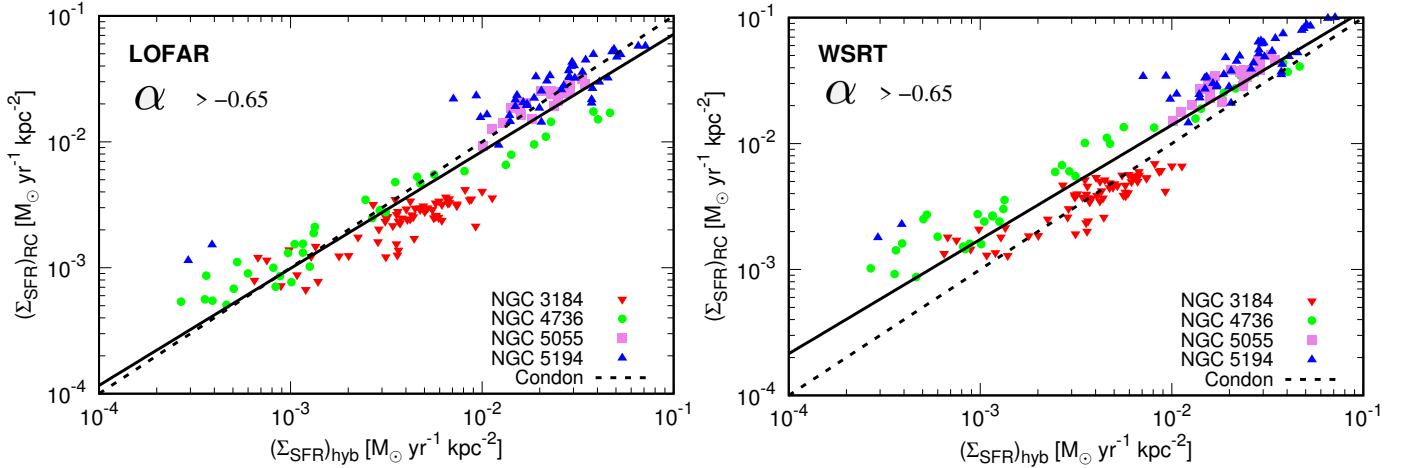 LOFAR
α > −0.65
(Σ_SFR)_RC [M_⊙ yr^-1 kpc^-2]
10^-1
10^-2
10^-3
10^-4
NGC 3184
NGC 4736
NGC 5055
NGC 5194
Condon
10^-4 10^-3 10^-2 10^-1
(Σ_SFR)_hyb [M_⊙ yr^-1 kpc^-2]
WSRT
α > −0.65
(Σ_SFR)_RC [M_⊙ yr^-1 kpc^-2]
10^-1
10^-2
10^-3
10^-4
NGC 3184
NGC 4736
NGC 5055
NGC 5194
Condon
10^-4 10^-3 10^-2 10^-1
(Σ_SFR)_hyb [M_⊙ yr^-1 kpc^-2]